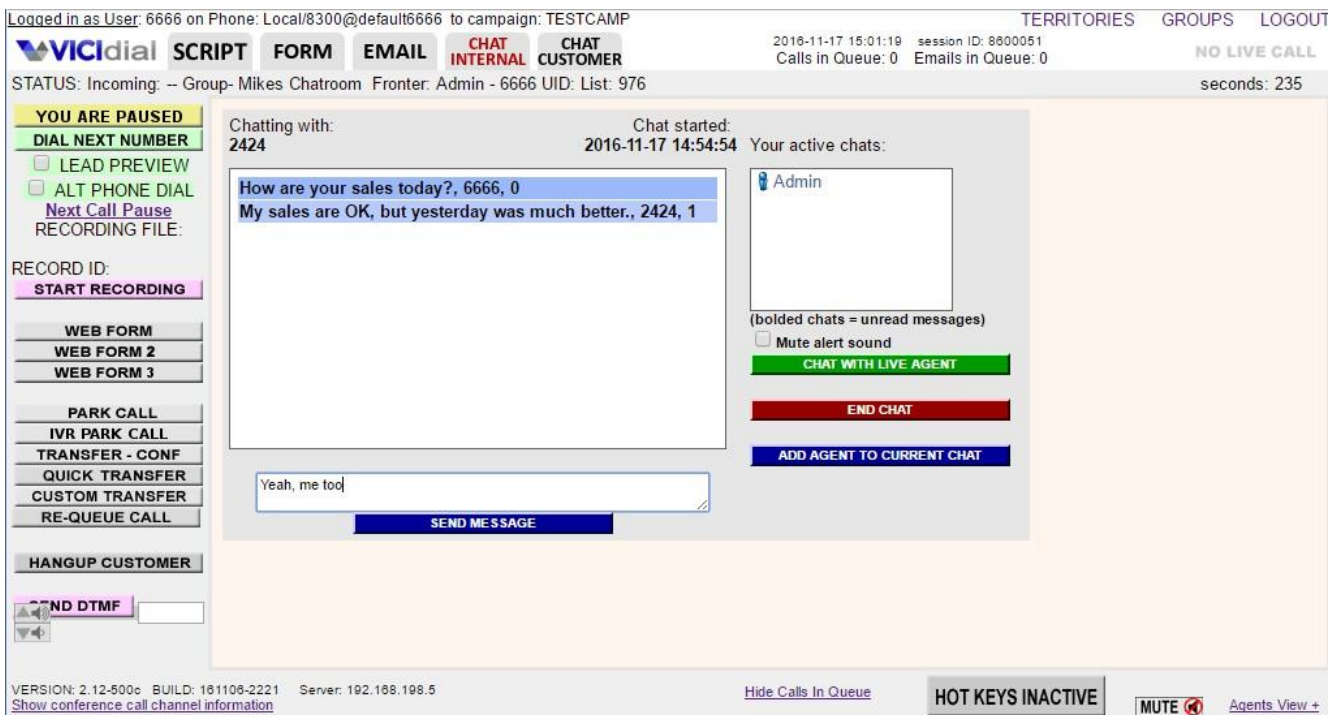 Logged in as User: 6666 on Phone: Local/8300@default6666 to campaign: TESTCAMP
TERRITORIES GROUPS LOGOUT
VICIdial SCRIPT FORM EMAIL CHAT INTERNAL CHAT CUSTOMER
2016-11-17 15:01:19 session ID: 8600051
Calls in Queue: 0 Emails in Queue: 0
NO LIVE CALL
STATUS: Incoming: -- Group- Mikes Chatroom Fronter: Admin - 6666 UID: List: 976
seconds: 235
YOU ARE PAUSED
DIAL NEXT NUMBER
LEAD PREVIEW
ALT PHONE DIAL
Next Call Pause
RECORDING FILE:
RECORD ID:
START RECORDING
WEB FORM
WEB FORM 2
WEB FORM 3
PARK CALL
IVR PARK CALL
TRANSFER - CONF
QUICK TRANSFER
CUSTOM TRANSFER
RE-QUEUE CALL
HANGUP CUSTOMER
SEND DTMF
Chatting with:
2424
Chat started:
2016-11-17 14:54:54
How are your sales today?, 6666, 0
My sales are OK, but yesterday was much better., 2424, 1
Yeah, me too
SEND MESSAGE
Your active chats:
Admin
(bolded chats = unread messages)
Mute alert sound
CHAT WITH LIVE AGENT
END CHAT
ADD AGENT TO CURRENT CHAT
VERSION: 2.12-500c BUILD: 161106-2221 Server: 192.168.198.5
Show conference call channel information
Hide Calls In Queue
HOT KEYS INACTIVE
MUTE
Agents View +